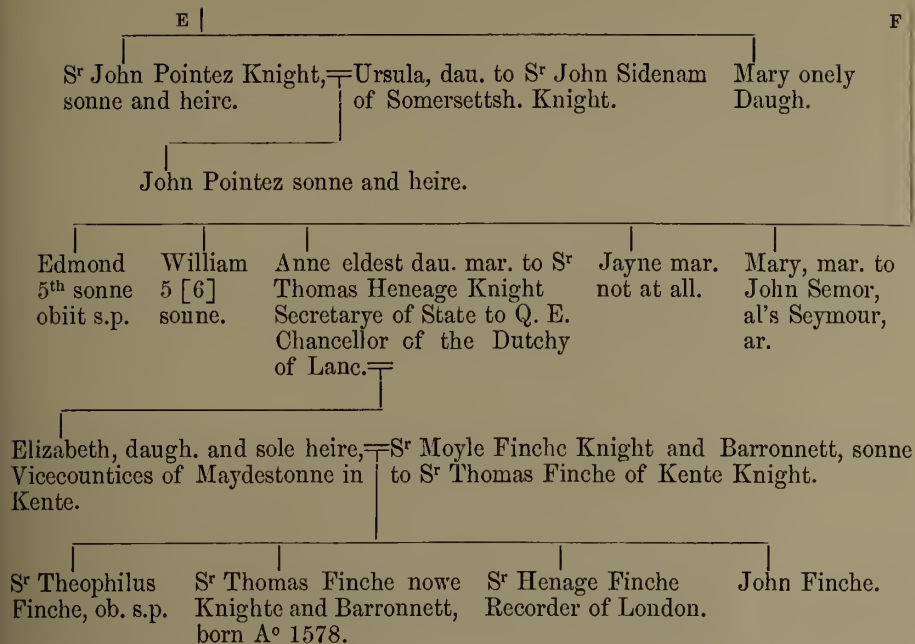 E F
Sr John Pointez Knight,
sonne and heire.
Ursula, dau. to Sr John Sidenam
of Somersettsh. Knight.
Mary onely
Daugh.
John Pointez sonne and heire.
Edmond
5th sonne
obiit s.p.
William
5 [6]
sonne.
Anne eldest dau. mar. to Sr
Thomas Heneage Knight
Secretarye of State to Q. E.
Chancellor of the Dutchy
of Lanc.
Jayne mar.
not at all.
Mary, mar. to
John Semor,
al's Seymour,
ar.
Elizabeth, daugh. and sole heire,
Vicecountices of Maydestonne in
Kente.
Sr Moyle Finche Knight and Barronnett, sonne
to Sr Thomas Finche of Kente Knight.
Sr Theophilus
Finche, ob. s.p.
Sr Thomas Finche nowe
Knighte and Barronnett,
born Ao 1578.
Sr Henage Finche
Recorder of London.
John Finche.